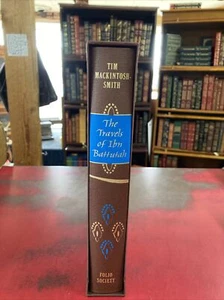 TIM
MACKINTOSH
SMITH
The
Travels
of Ibn
Battutah
FOLIO
SOCIETY